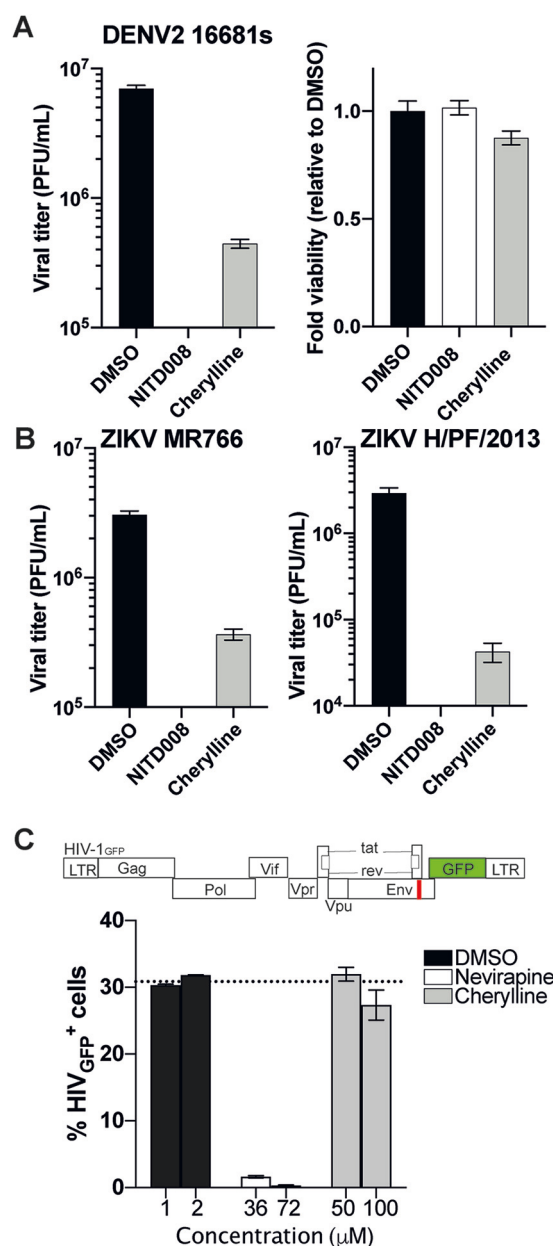 A
DENV2 16681s
Viral titer (PFU/mL)
10⁷
10⁶
10⁵
DMSO
NITD008
Cherylline
Fold viability (relative to DMSO)
1.0
0.5
0.0
DMSO
NITD008
Cherylline
B
ZIKV MR766
Viral titer (PFU/mL)
10⁷
10⁶
10⁵
DMSO
NITD008
Cherylline
ZIKV H/PF/2013
Viral titer (PFU/mL)
10⁷
10⁶
10⁵
10⁴
DMSO
NITD008
Cherylline
C
HIV-1GFP
LTR
Gag
Pol
Vif
Vpr
tat
rev
Vpu
Env
GFP
LTR
DMSO
Nevirapine
Cherylline
% HIVGFP⁺ cells
40
30
20
10
0
1 2 36 72 50 100
Concentration (μM)